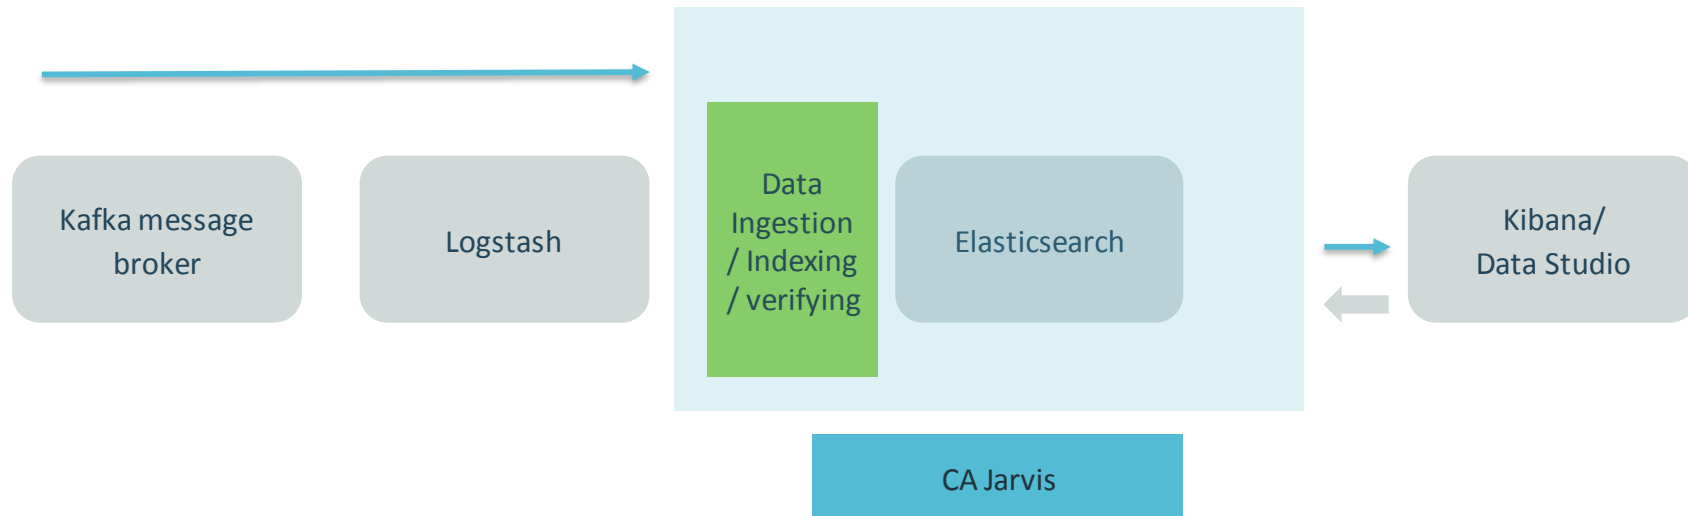 Kafka message
broker
Logstash
Data
Ingestion
/ Indexing
/ verifying
Elasticsearch
Kibana/
Data Studio
CA Jarvis